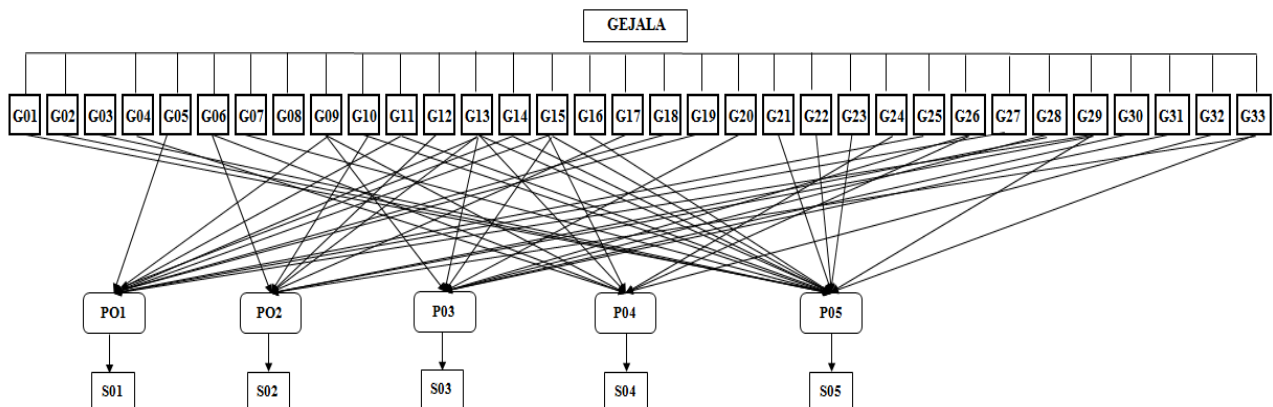 GEJALA
G01 G02 G03 G04 G05 G06 G07 G08 G09 G10 G11 G12 G13 G14 G15 G16 G17 G18 G19 G20 G21 G22 G23 G24 G25 G26 G27 G28 G29 G30 G31 G32 G33
PO1 PO2 P03 P04 P05
S01 S02 S03 S04 S05